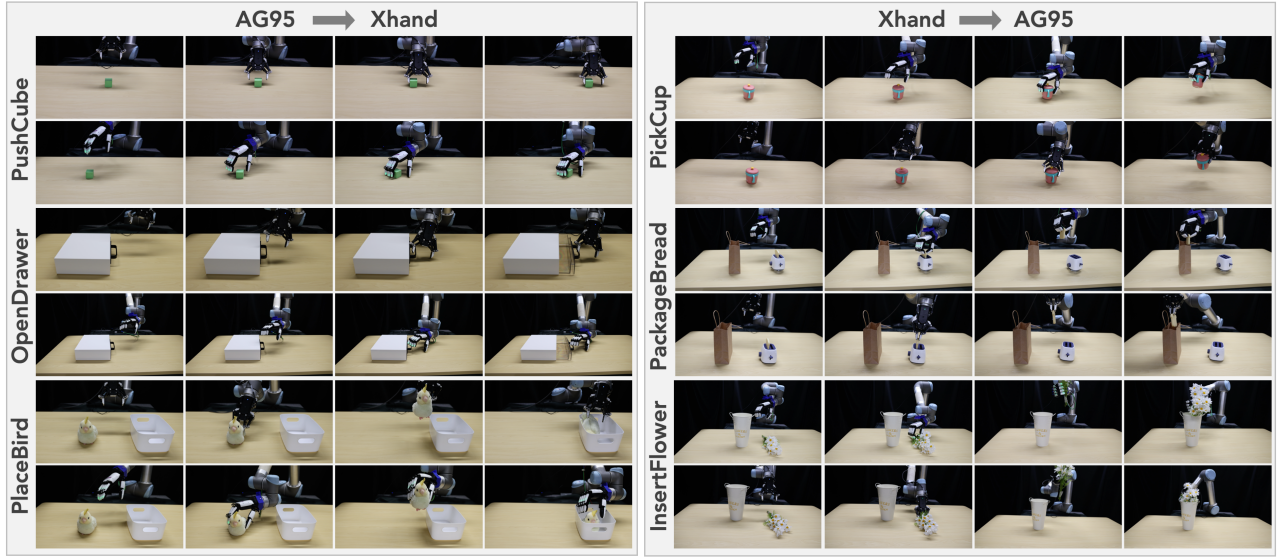 AG95 Xhand
PushCube
OpenDrawer
PlaceBird
Xhand AG95
PickCup
PackageBread
InsertFlower